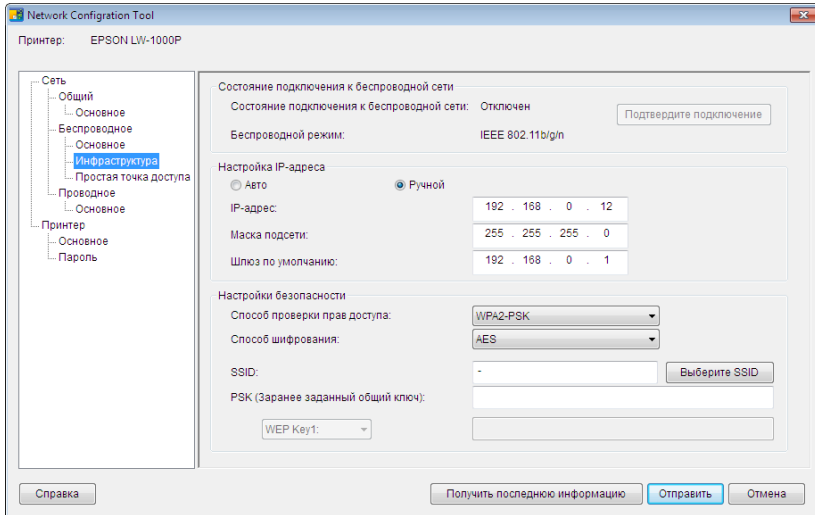 Network Configration Tool
Принтер: EPSON LW-1000P
Сеть
Общий
Основное
Беспроводное
Основное
Инфраструктура
Простая точка доступа
Проводное
Основное
Принтер
Основное
Пароль
Состояние подключения к беспроводной сети
Состояние подключения к беспроводной сети: Отключен
Подтвердите подключение
Беспроводной режим: IEEE 802.11b/g/n
Настройка IP-адреса
Авто Ручной
IP-адрес: 192 . 168 . 0 . 12
Маска подсети: 255 . 255 . 255 . 0
Шлюз по умолчанию: 192 . 168 . 0 . 1
Настройки безопасности
Способ проверки прав доступа: WPA2-PSK
Способ шифрования: AES
SSID: - Выберите SSID
PSK (Заранее заданный общий ключ):
WEP Key1:
Справка Получить последнюю информацию Отправить Отмена